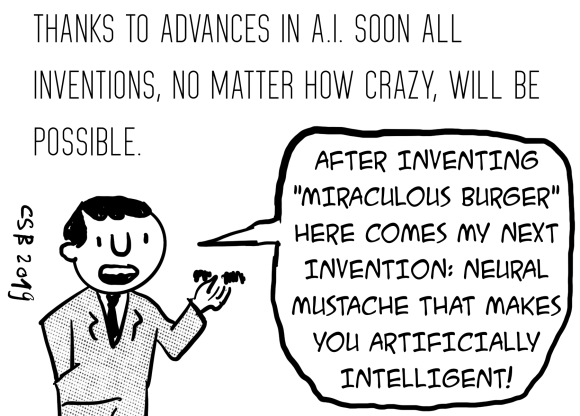 THANKS TO ADVANCES IN A.I. SOON ALL
INVENTIONS, NO MATTER HOW CRAZY, WILL BE
POSSIBLE.
AFTER INVENTING
"MIRACULOUS BURGER"
HERE COMES MY NEXT
INVENTION: NEURAL
MUSTACHE THAT MAKES
YOU ARTIFICIALLY
INTELLIGENT!
CSB 2019